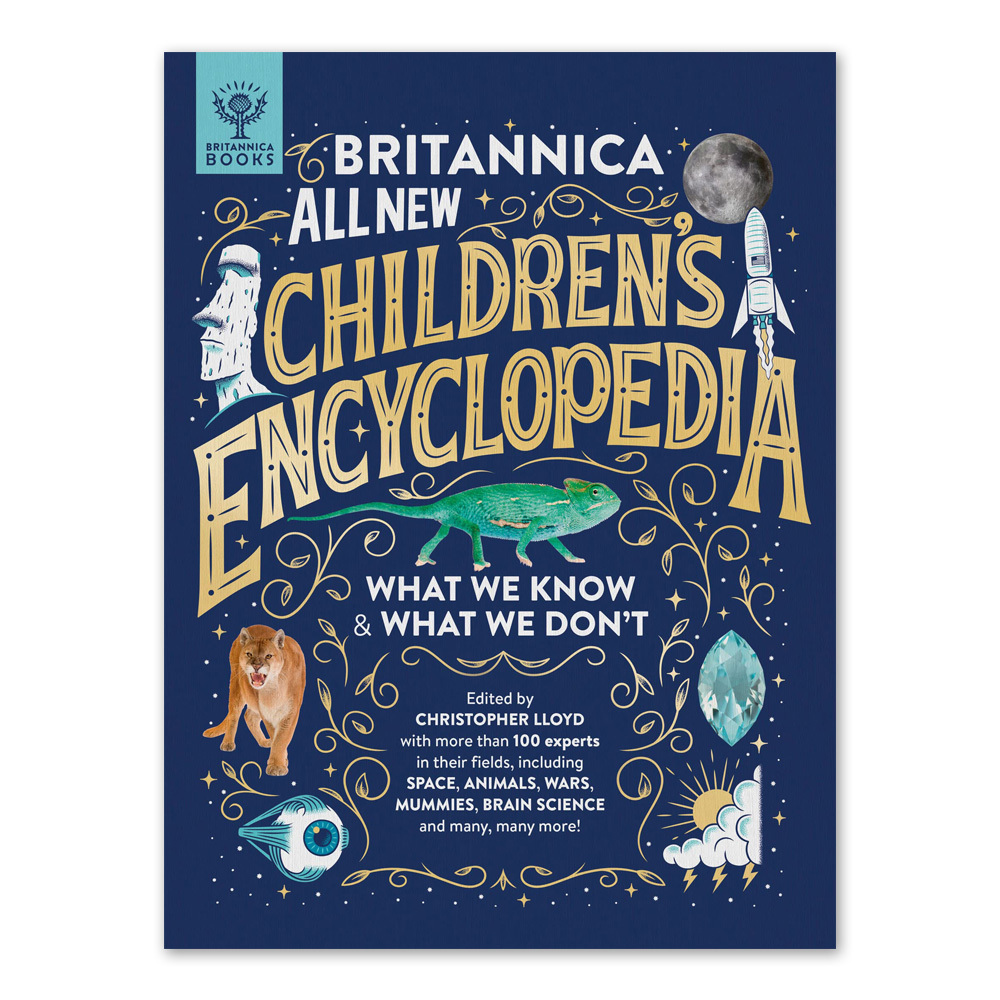 BRITANNICA
BOOKS
BRITANNICA
ALL NEW
CHILDREN'S
ENCYCLOPEDIA
WHAT WE KNOW
& WHAT WE DON'T
Edited by
CHRISTOPHER LLOYD
with more than 100 experts
in their fields, including
SPACE, ANIMALS, WARS,
MUMMIES, BRAIN SCIENCE
and many, many more!